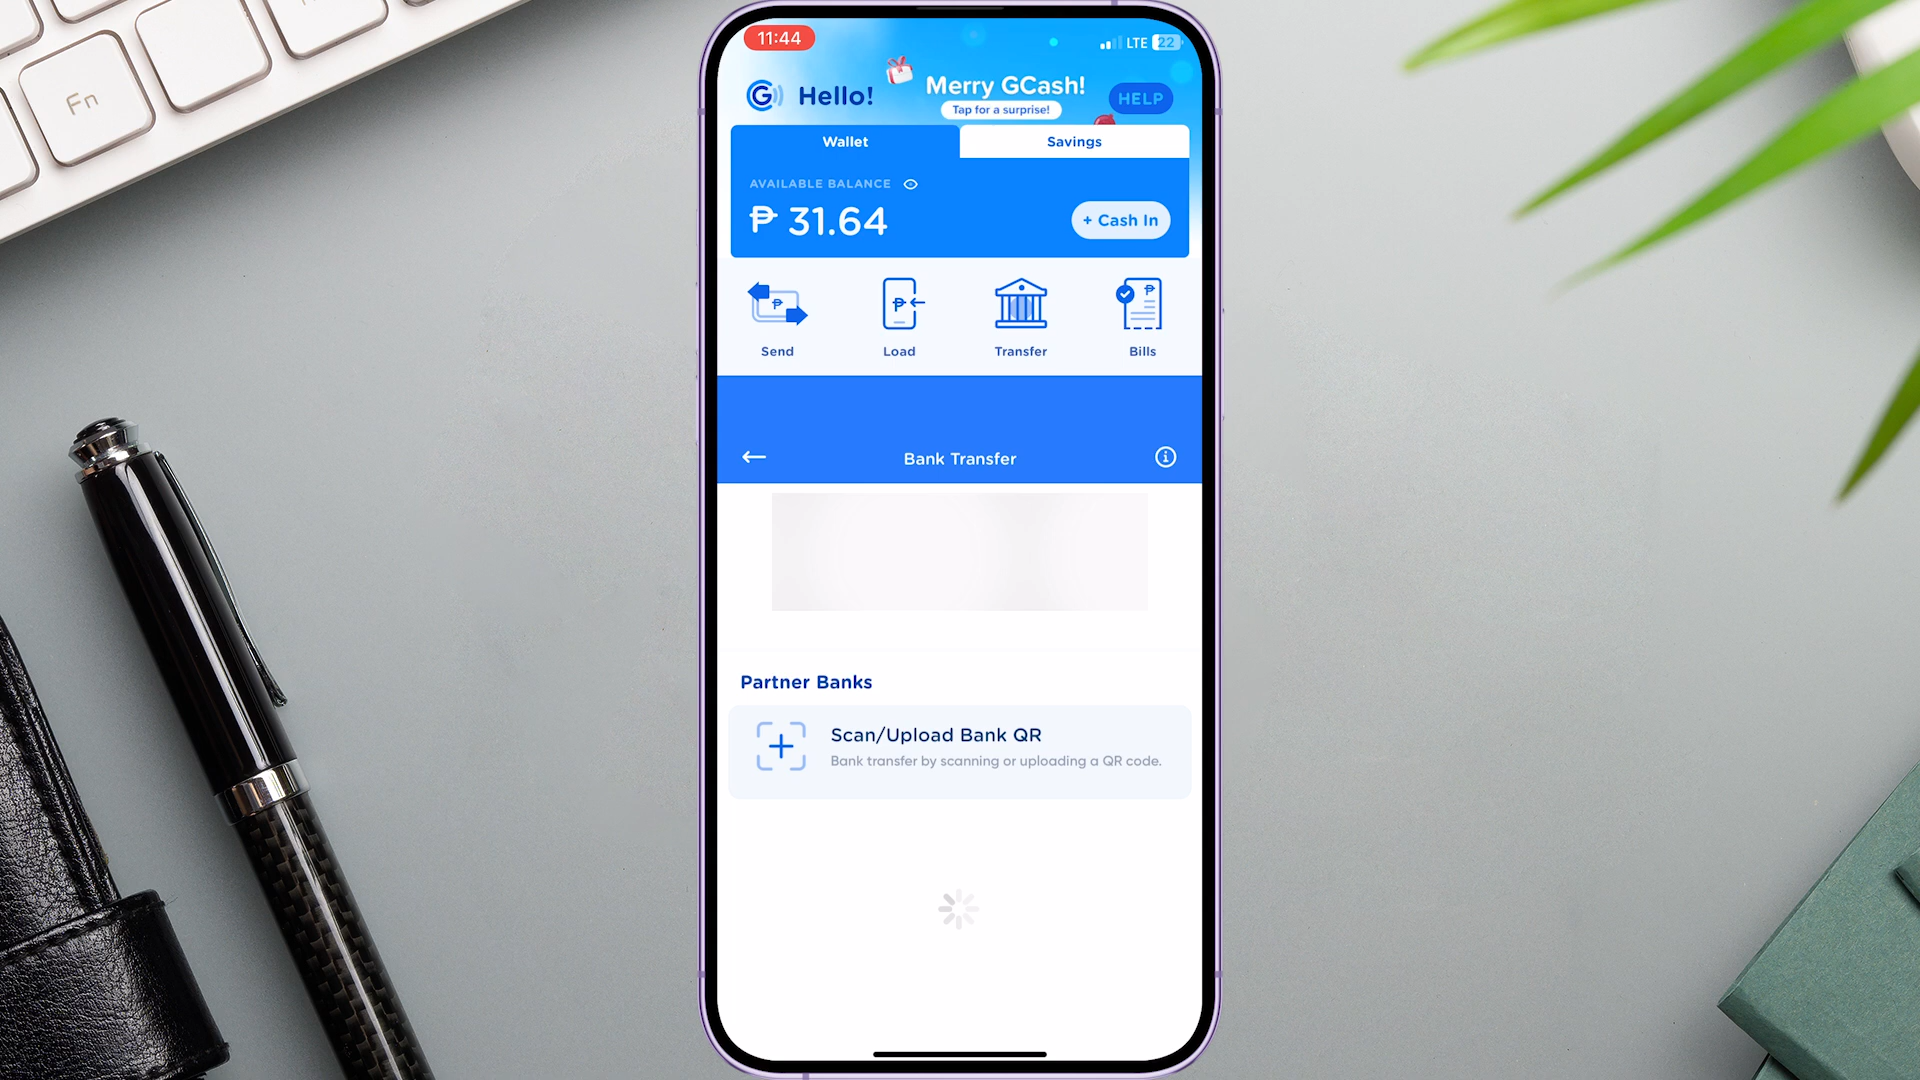 Fn
11:44
LTE 22
G Hello!
Merry GCash!
Tap for a surprise!
HELP
Wallet
Savings
AVAILABLE BALANCE
₱ 31.64
+ Cash In
₱
₱
₱
Send
Load
Transfer
Bills
Bank Transfer
Partner Banks
Scan/Upload Bank QR
Bank transfer by scanning or uploading a QR code.